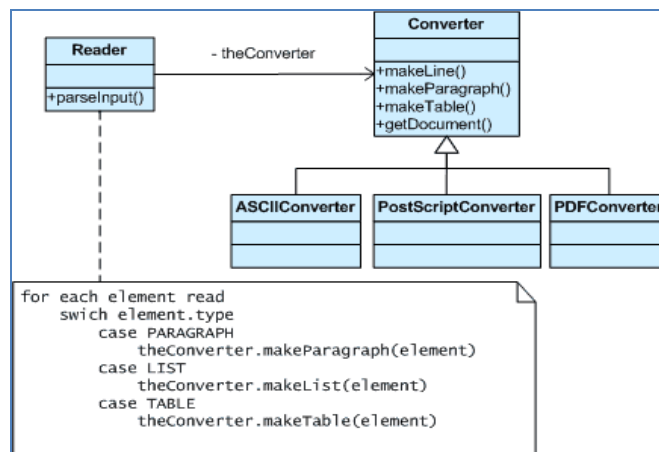 Converter
Reader
- theConverter
+makeLine()
+parseInput()
+makeParagraph()
+makeTable()
+getDocument()
ASCIIConverter PostScriptConverter PDFConverter
for each element read
swich element.type
case PARAGRAPH
theConverter.makeParagraph(element)
case LIST
theConverter.makeList(element)
case TABLE
theConverter.makeTable(element)